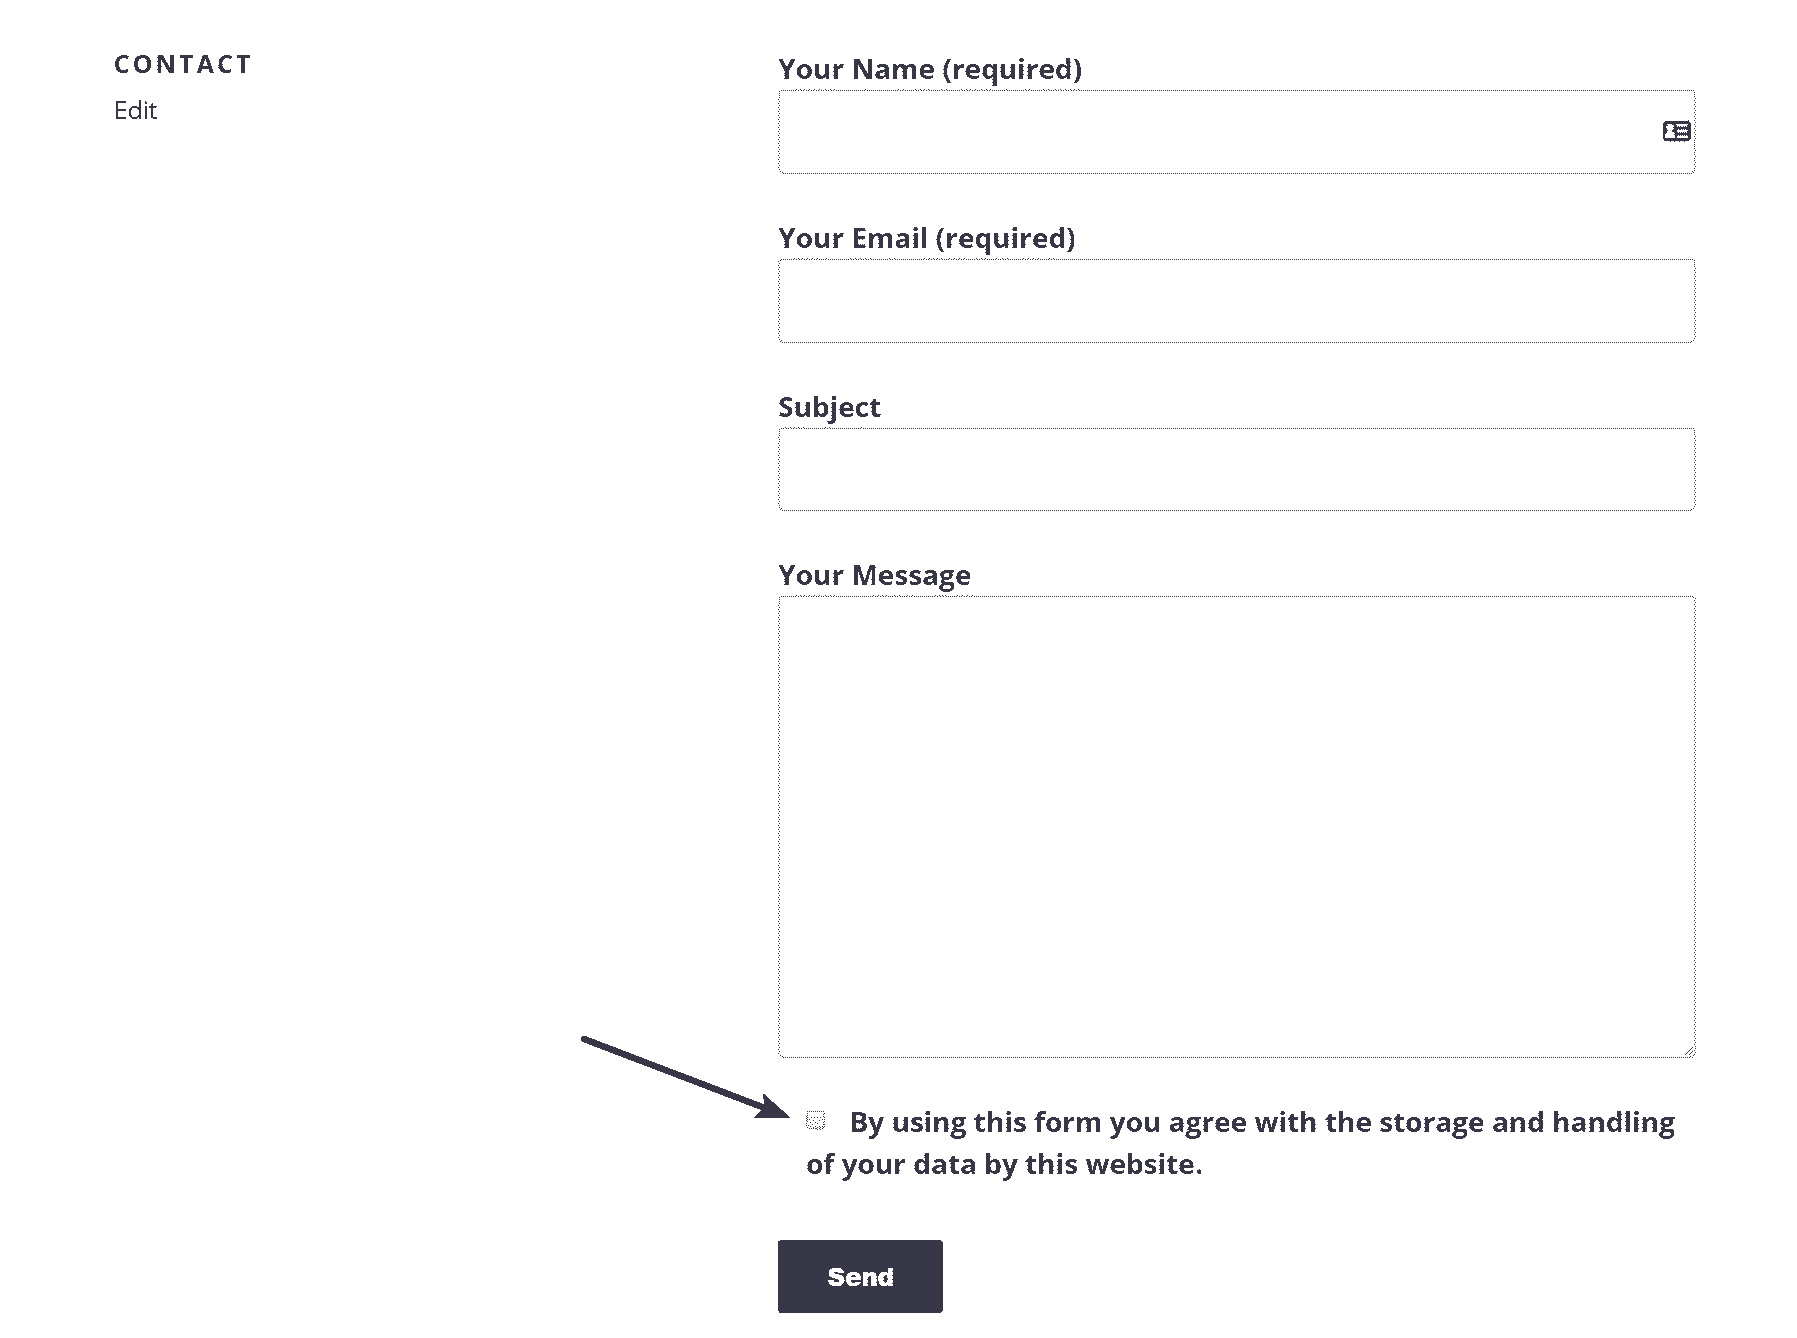 CONTACT
Edit
Your Name (required)
Your Email (required)
Subject
Your Message
By using this form you agree with the storage and handling
of your data by this website.
Send